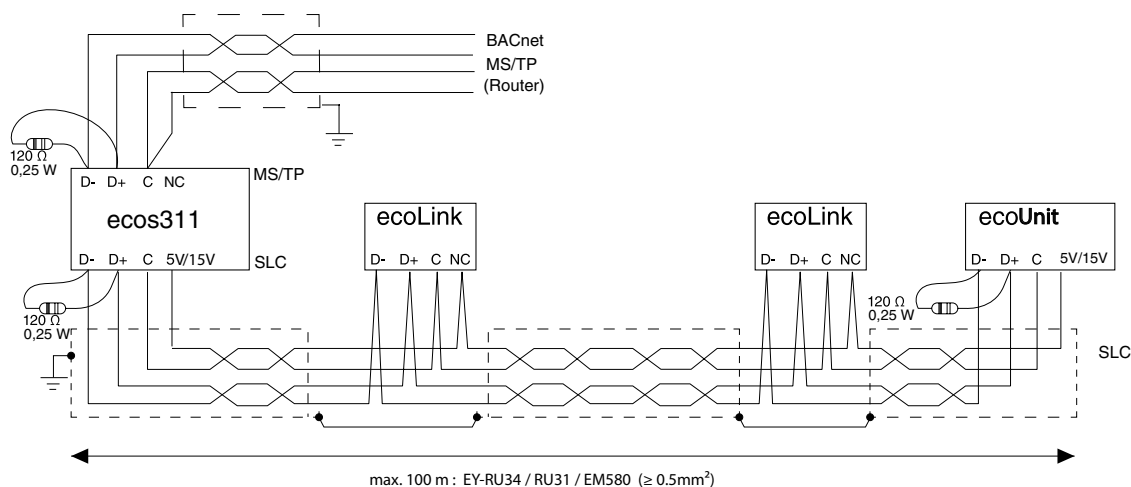 BACnet
MS/TP
(Router)
120 Ω
0,25 W
D- D+ C NC
MS/TP
ecos311
D- D+ C 5V/15V
SLC
120 Ω
0,25 W
ecoLink
D- D+ C NC
ecoLink
D- D+ C NC
ecoUnit
D- D+ C 5V/15V
120 Ω
0,25 W
SLC
max. 100 m : EY-RU34 / RU31 / EM580 (≥ 0.5mm²)